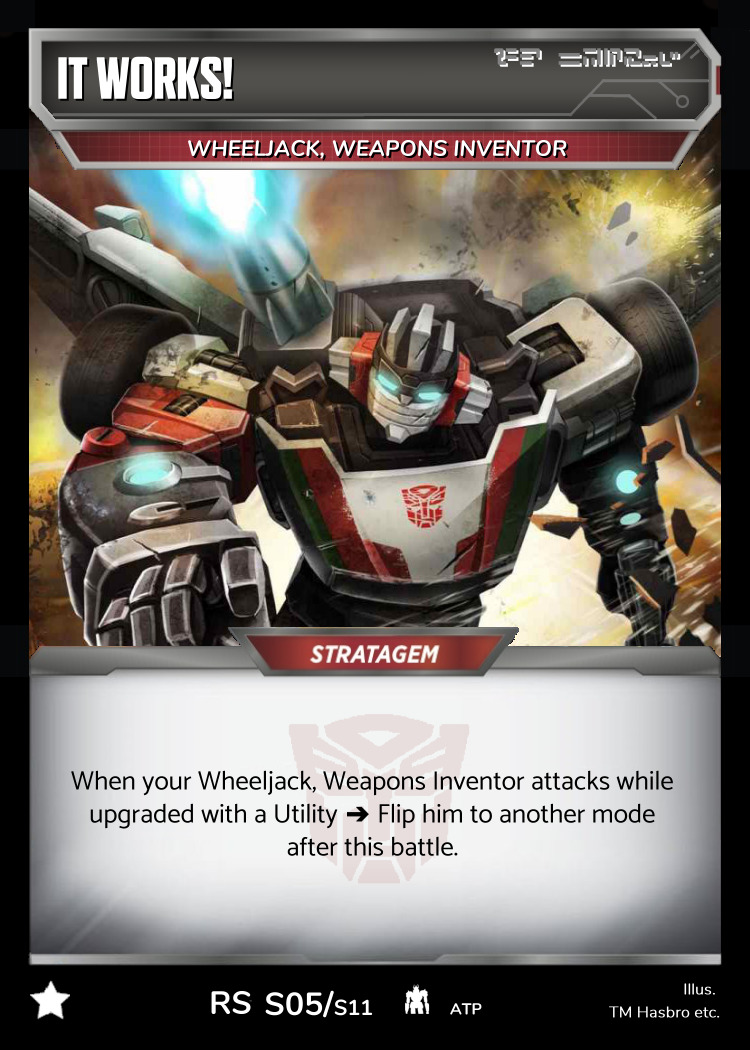 IT WORKS!
WHEELJACK, WEAPONS INVENTOR
STRATAGEM
When your Wheeljack, Weapons Inventor attacks while
upgraded with a Utility ➔ Flip him to another mode
after this battle.
RS S05/S11 ATP
Illus.
TM Hasbro etc.